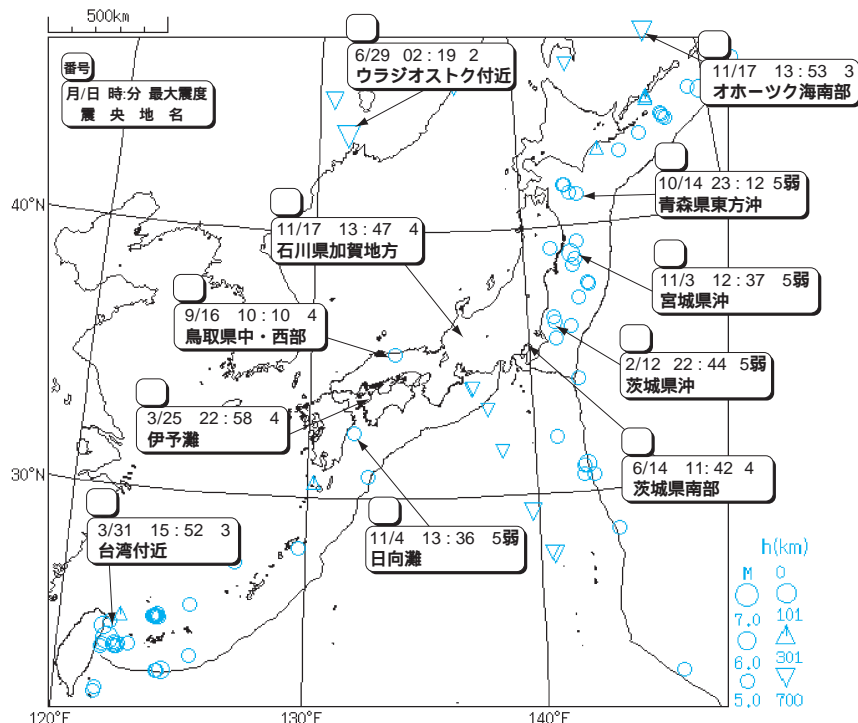 500km
番号
月/日 時:分 最大震度
震 央 地 名
6/29 02:19 2
ウラジオストク付近
11/17 13:53 3
オホーツク海南部
10/14 23:12 5弱
青森県東方沖
40°N
11/17 13:47 4
石川県加賀地方
11/3 12:37 5弱
宮城県沖
9/16 10:10 4
鳥取県中・西部
2/12 22:44 5弱
茨城県沖
3/25 22:58 4
伊予灘
6/14 11:42 4
茨城県南部
30°N
3/31 15:52 3
台湾付近
11/4 13:36 5弱
日向灘
h(km)
M 0
7.0 101
6.0 301
5.0 700
120°E 130°E 140°E